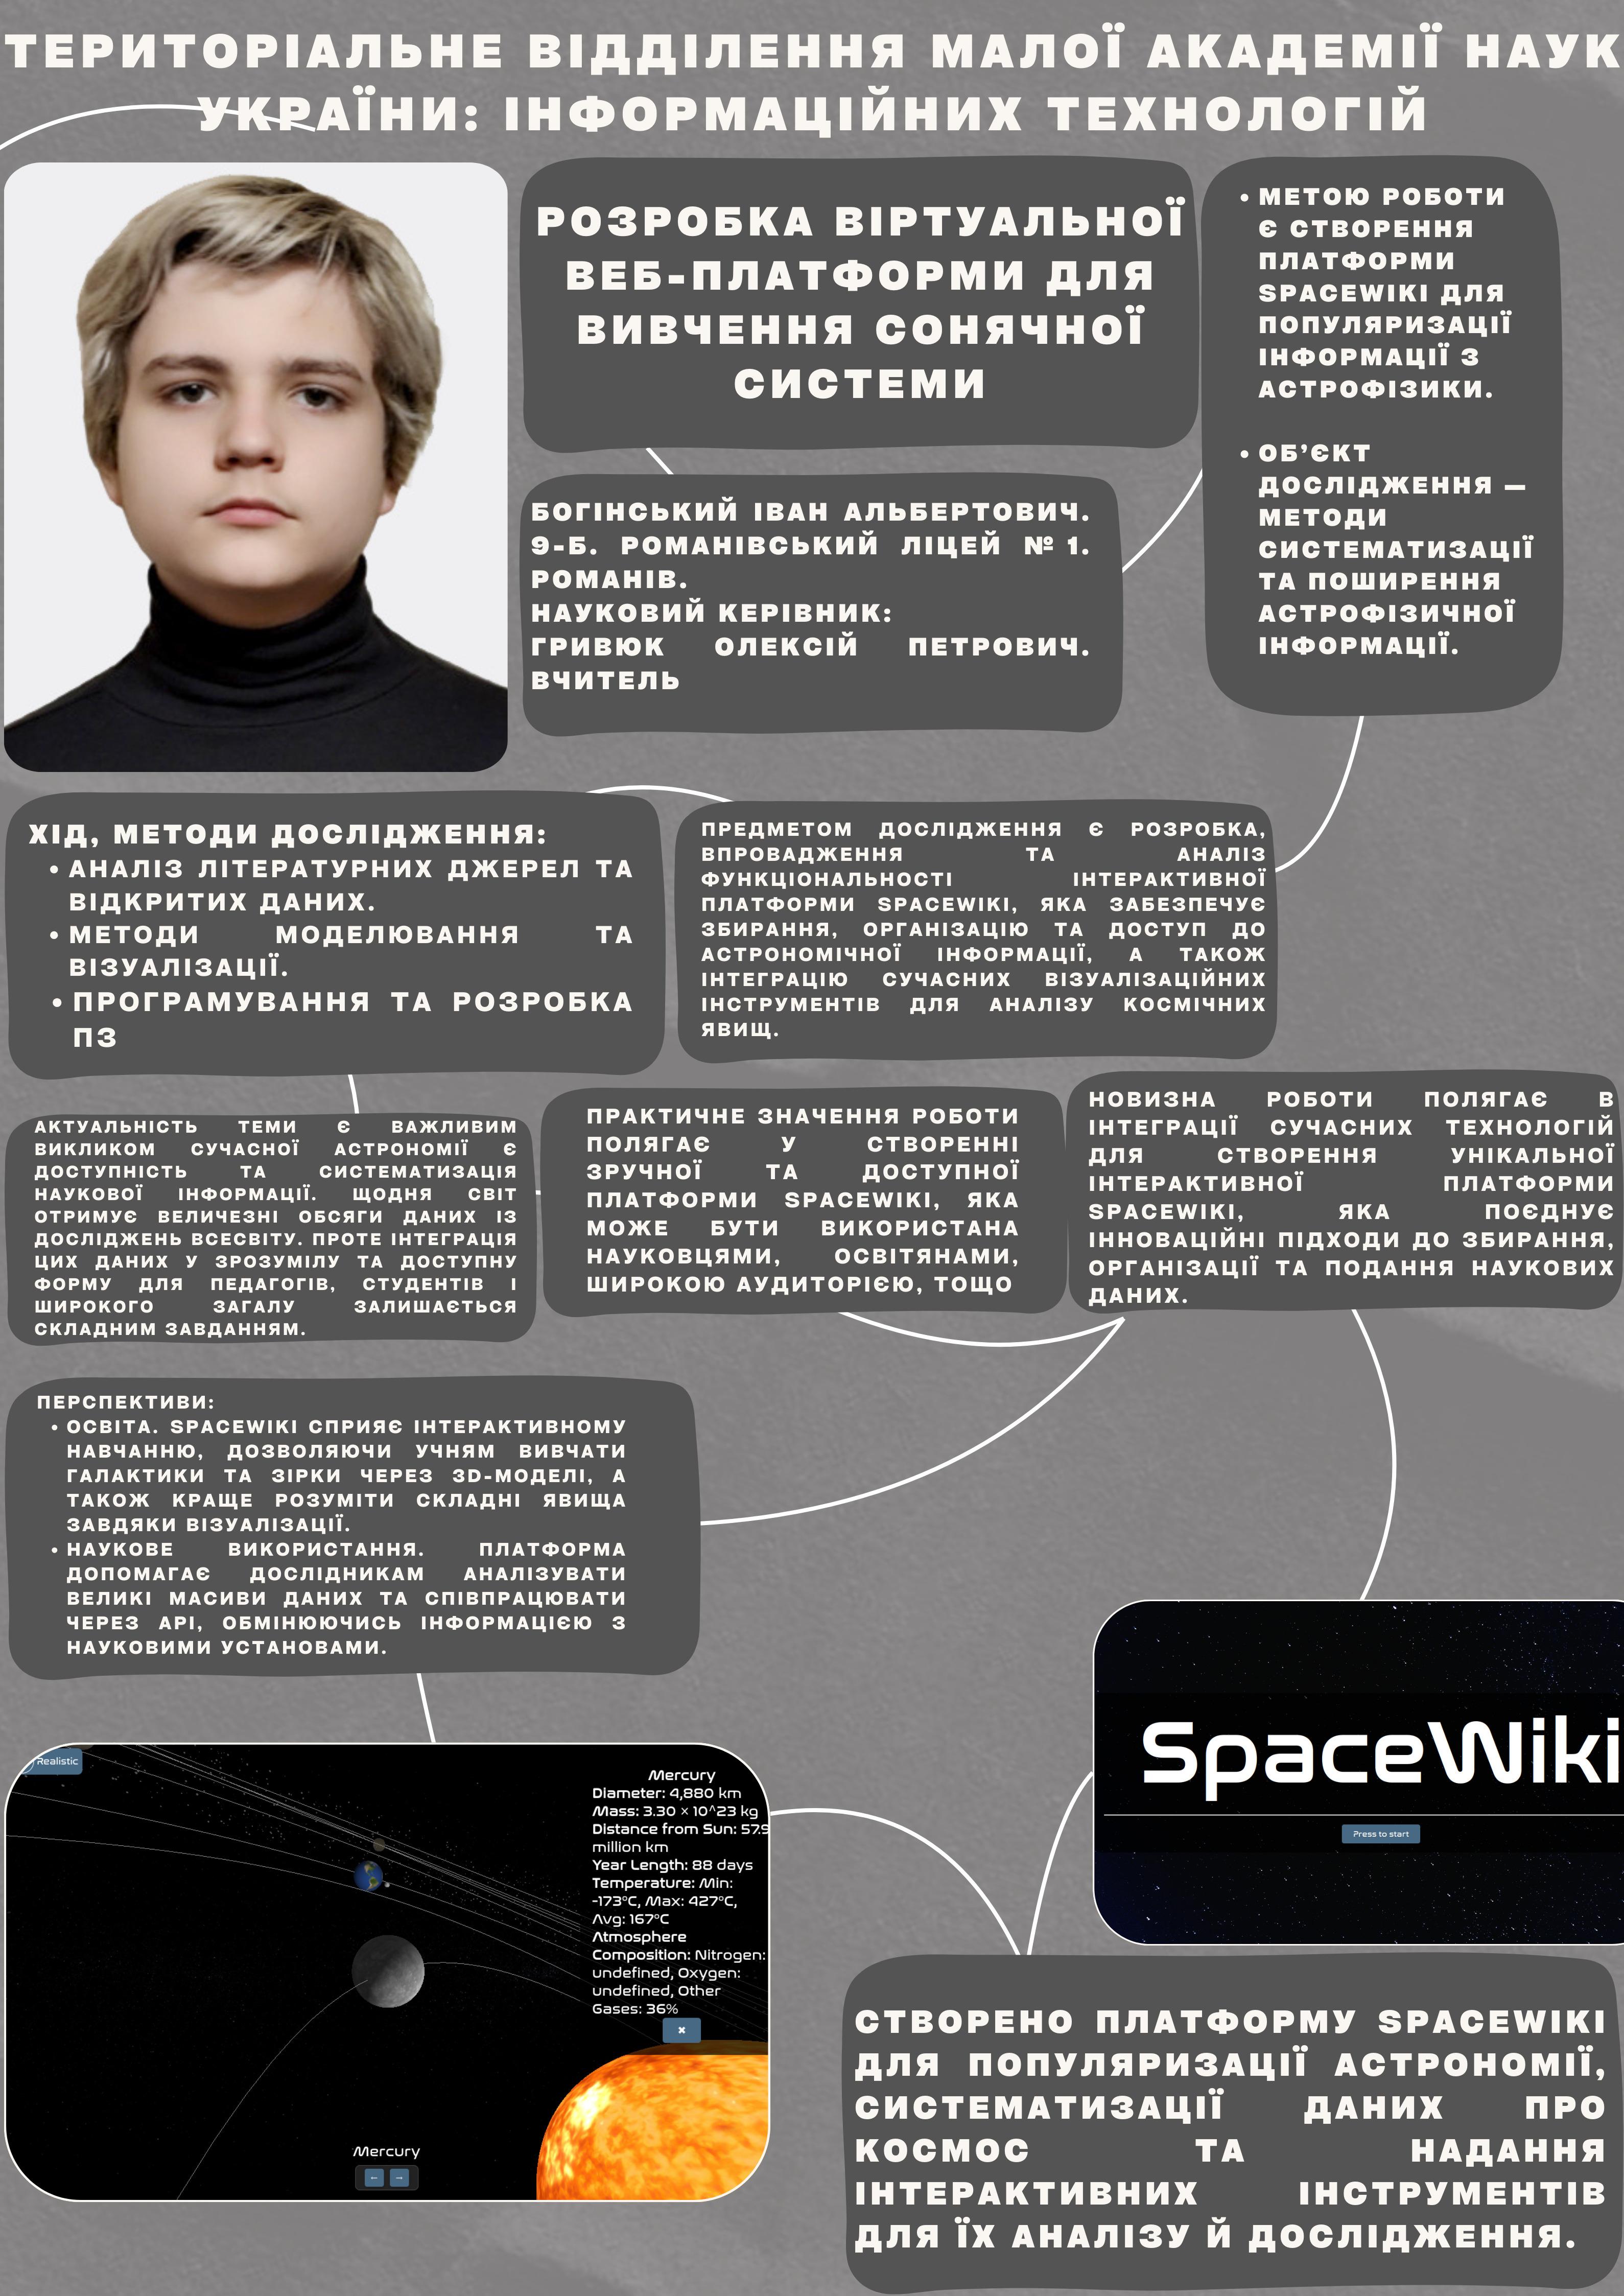 ТЕРИТОРІАЛЬНЕ ВІДДІЛЕННЯ МАЛОЇ АКАДЕМІЇ НАУК
УКРАЇНИ: ІНФОРМАЦІЙНИХ ТЕХНОЛОГІЙ
РОЗРОБКА ВІРТУАЛЬНОЇ
ВЕБ-ПЛАТФОРМИ ДЛЯ
ВИВЧЕННЯ СОНЯЧНОЇ
СИСТЕМИ
БОГІНСЬКИЙ ІВАН АЛЬБЕРТОВИЧ.
9-Б. РОМАНІВСЬКИЙ ЛІЦЕЙ № 1.
РОМАНІВ.
НАУКОВИЙ КЕРІВНИК:
ГРИВЮК ОЛЕКСІЙ ПЕТРОВИЧ.
ВЧИТЕЛЬ
• МЕТОЮ РОБОТИ
Є СТВОРЕННЯ
ПЛАТФОРМИ
SPACEWIKI ДЛЯ
ПОПУЛЯРИЗАЦІЇ
ІНФОРМАЦІЇ З
АСТРОФІЗИКИ.
• ОБ’ЄКТ
ДОСЛІДЖЕННЯ —
МЕТОДИ
СИСТЕМАТИЗАЦІЇ
ТА ПОШИРЕННЯ
АСТРОФІЗИЧНОЇ
ІНФОРМАЦІЇ.
ХІД, МЕТОДИ ДОСЛІДЖЕННЯ:
• АНАЛІЗ ЛІТЕРАТУРНИХ ДЖЕРЕЛ ТА
ВІДКРИТИХ ДАНИХ.
• МЕТОДИ МОДЕЛЮВАННЯ ТА
ВІЗУАЛІЗАЦІЇ.
• ПРОГРАМУВАННЯ ТА РОЗРОБКА
ПЗ
ПРЕДМЕТОМ ДОСЛІДЖЕННЯ Є РОЗРОБКА,
ВПРОВАДЖЕННЯ ТА АНАЛІЗ
ФУНКЦІОНАЛЬНОСТІ ІНТЕРАКТИВНОЇ
ПЛАТФОРМИ SPACEWIKI, ЯКА ЗАБЕЗПЕЧУЄ
ЗБИРАННЯ, ОРГАНІЗАЦІЮ ТА ДОСТУП ДО
АСТРОНОМІЧНОЇ ІНФОРМАЦІЇ, А ТАКОЖ
ІНТЕГРАЦІЮ СУЧАСНИХ ВІЗУАЛІЗАЦІЙНИХ
ІНСТРУМЕНТІВ ДЛЯ АНАЛІЗУ КОСМІЧНИХ
ЯВИЩ.
АКТУАЛЬНІСТЬ ТЕМИ Є ВАЖЛИВИМ
ВИКЛИКОМ СУЧАСНОЇ АСТРОНОМІЇ Є
ДОСТУПНІСТЬ ТА СИСТЕМАТИЗАЦІЯ
НАУКОВОЇ ІНФОРМАЦІЇ. ЩОДНЯ СВІТ
ОТРИМУЄ ВЕЛИЧЕЗНІ ОБСЯГИ ДАНИХ ІЗ
ДОСЛІДЖЕНЬ ВСЕСВІТУ. ПРОТЕ ІНТЕГРАЦІЯ
ЦИХ ДАНИХ У ЗРОЗУМІЛУ ТА ДОСТУПНУ
ФОРМУ ДЛЯ ПЕДАГОГІВ, СТУДЕНТІВ І
ШИРОКОГО ЗАГАЛУ ЗАЛИШАЄТЬСЯ
СКЛАДНИМ ЗАВДАННЯМ.
ПРАКТИЧНЕ ЗНАЧЕННЯ РОБОТИ
ПОЛЯГАЄ У СТВОРЕННІ
ЗРУЧНОЇ ТА ДОСТУПНОЇ
ПЛАТФОРМИ SPACEWIKI, ЯКА
МОЖЕ БУТИ ВИКОРИСТАНА
НАУКОВЦЯМИ, ОСВІТЯНАМИ,
ШИРОКОЮ АУДИТОРІЄЮ, ТОЩО
НОВИЗНА РОБОТИ ПОЛЯГАЄ В
ІНТЕГРАЦІЇ СУЧАСНИХ ТЕХНОЛОГІЙ
ДЛЯ СТВОРЕННЯ УНІКАЛЬНОЇ
ІНТЕРАКТИВНОЇ ПЛАТФОРМИ
SPACEWIKI, ЯКА ПОЄДНУЄ
ІННОВАЦІЙНІ ПІДХОДИ ДО ЗБИРАННЯ,
ОРГАНІЗАЦІЇ ТА ПОДАННЯ НАУКОВИХ
ДАНИХ.
ПЕРСПЕКТИВИ:
• ОСВІТА. SPACEWIKI СПРИЯЄ ІНТЕРАКТИВНОМУ
НАВЧАННЮ, ДОЗВОЛЯЮЧИ УЧНЯМ ВИВЧАТИ
ГАЛАКТИКИ ТА ЗІРКИ ЧЕРЕЗ 3D-МОДЕЛІ, А
ТАКОЖ КРАЩЕ РОЗУМІТИ СКЛАДНІ ЯВИЩА
ЗАВДЯКИ ВІЗУАЛІЗАЦІЇ.
• НАУКОВЕ ВИКОРИСТАННЯ. ПЛАТФОРМА
ДОПОМАГАЄ ДОСЛІДНИКАМ АНАЛІЗУВАТИ
ВЕЛИКІ МАСИВИ ДАНИХ ТА СПІВПРАЦЮВАТИ
ЧЕРЕЗ API, ОБМІНЮЮЧИСЬ ІНФОРМАЦІЄЮ З
НАУКОВИМИ УСТАНОВАМИ.
SpaceWiki
Press to start
Realistic
Mercury
Diameter: 4,880 km
Mass: 3.30 × 10^23 kg
Distance from Sun: 57.9
million km
Year Length: 88 days
Temperature: Min:
-173°C, Max: 427°C,
Avg: 167°C
Atmosphere
Composition: Nitrogen:
undefined, Oxygen:
undefined, Other
Gases: 36%
✖
Mercury
← →
СТВОРЕНО ПЛАТФОРМУ SPACEWIKI
ДЛЯ ПОПУЛЯРИЗАЦІЇ АСТРОНОМІЇ,
СИСТЕМАТИЗАЦІЇ ДАНИХ ПРО
КОСМОС ТА НАДАННЯ
ІНТЕРАКТИВНИХ ІНСТРУМЕНТІВ
ДЛЯ ЇХ АНАЛІЗУ Й ДОСЛІДЖЕННЯ.